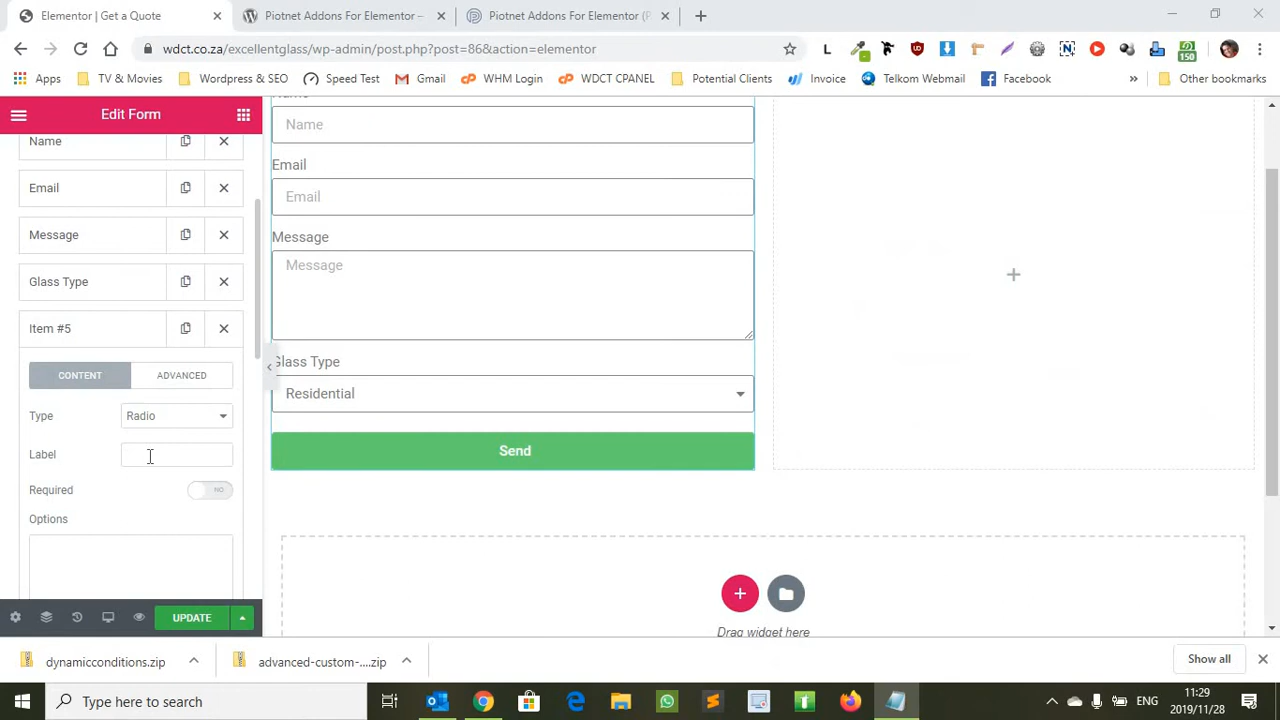 Elementor | Get a Quote
Piotnet Addons For Elementor –
Piotnet Addons For Elementor (P
wdct.co.za/excellentglass/wp-admin/post.php?post=86&action=elementor
150
Apps
TV & Movies
Wordpress & SEO
Speed Test
Gmail
WHM Login
WDCT CPANEL
Potential Clients
Invoice
Telkom Webmail
Facebook
»
Other bookmarks
Edit Form
Name
Email
Message
Glass Type
Item #5
CONTENT
ADVANCED
Type
Radio
Label
Required
NO
Options
UPDATE
Name
Name
Email
Email
Message
Message
Glass Type
Residential
Send
Drag widget here
dynamicconditions.zip
advanced-custom-....zip
Show all
Type here to search
ENG
11:29
2019/11/28